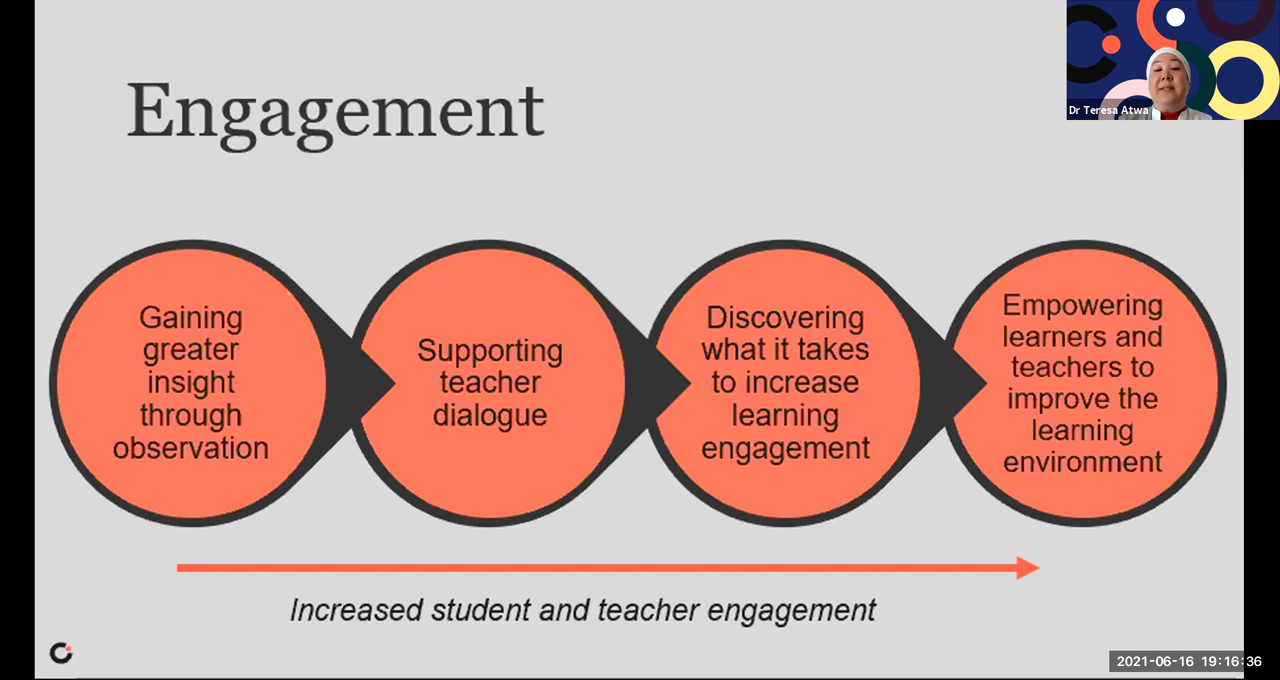 Dr Teresa Atwa
Engagement
Gaining
greater
insight
through
observation
Supporting
teacher
dialogue
Discovering
what it takes
to increase
learning
engagement
Empowering
learners and
teachers to
improve the
learning
environment
Increased student and teacher engagement
2021-06-16 19:16:36